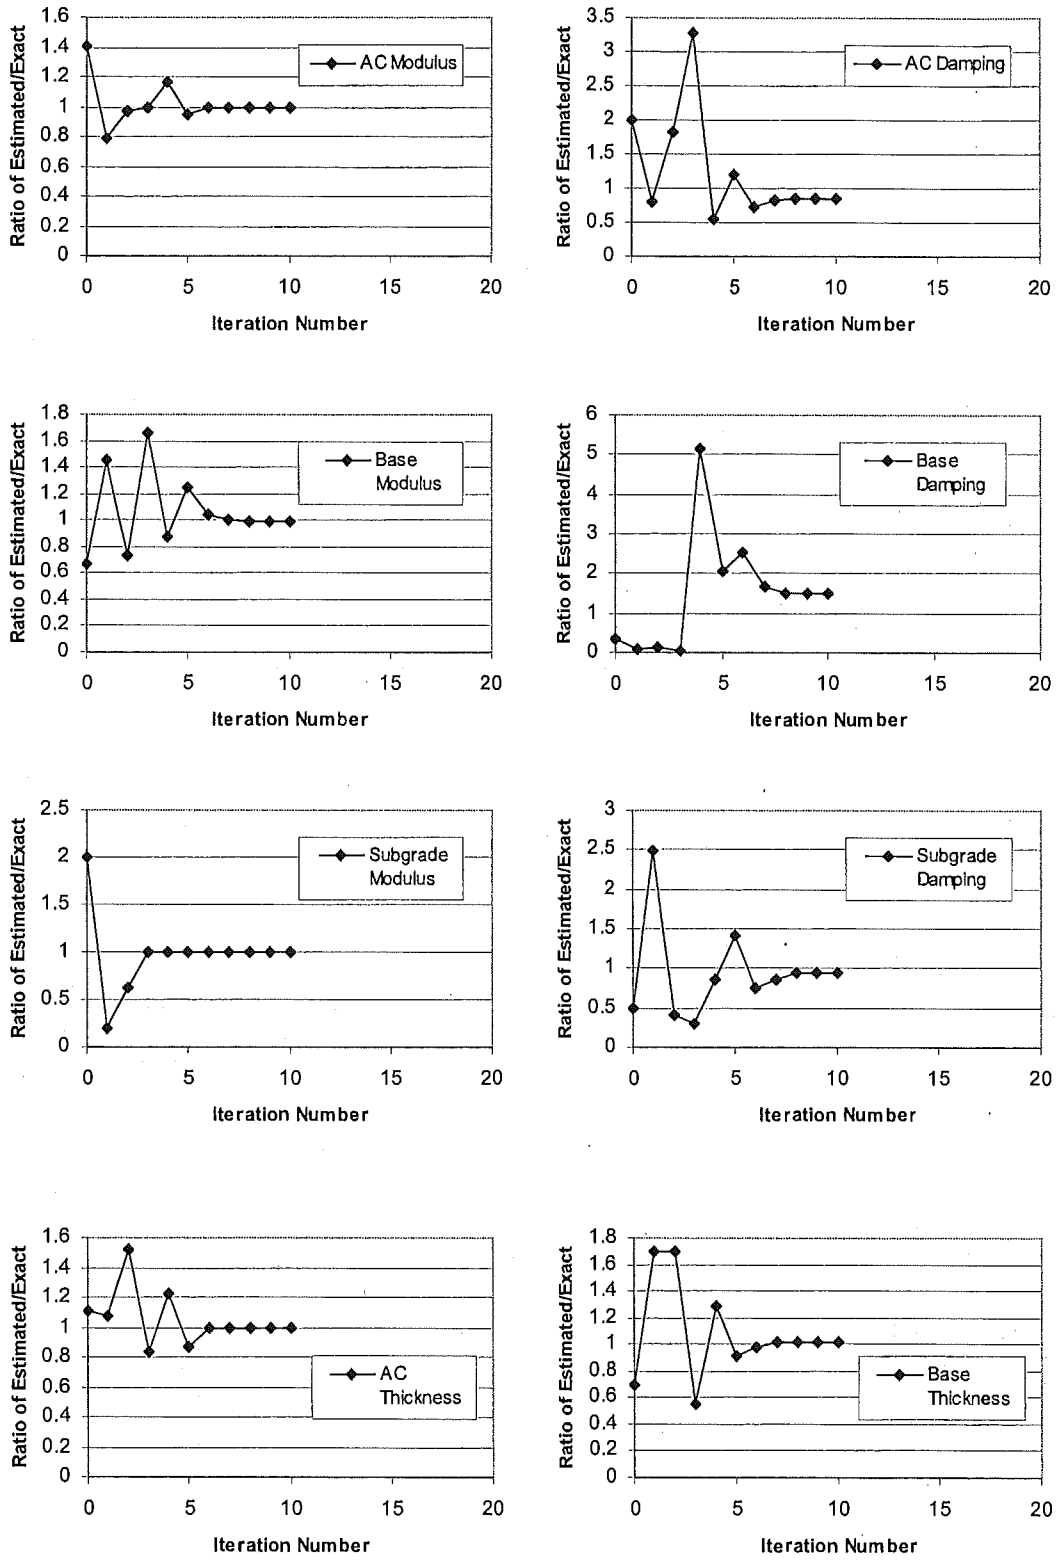 Ratio of Estimated/Exact
1.6
1.4
1.2
1
0.8
0.6
0.4
0.2
0
AC Modulus
0 5 10 15 20
Iteration Number
Ratio of Estimated/Exact
3.5
3
2.5
2
1.5
1
0.5
0
AC Damping
0 5 10 15 20
Iteration Number
Ratio of Estimated/Exact
1.8
1.6
1.4
1.2
1
0.8
0.6
0.4
0.2
0
Base
Modulus
0 5 10 15 20
Iteration Number
Ratio of Estimated/Exact
6
5
4
3
2
1
0
Base
Damping
0 5 10 15 20
Iteration Number
Ratio of Estimated/Exact
2.5
2
1.5
1
0.5
0
Subgrade
Modulus
0 5 10 15 20
Iteration Number
Ratio of Estimated/Exact
3
2.5
2
1.5
1
0.5
0
Subgrade
Damping
0 5 10 15 20
Iteration Number
Ratio of Estimated/Exact
1.6
1.4
1.2
1
0.8
0.6
0.4
0.2
0
AC
Thickness
0 5 10 15 20
Iteration Number
Ratio of Estimated/Exact
1.8
1.6
1.4
1.2
1
0.8
0.6
0.4
0.2
0
Base
Thickness
0 5 10 15 20
Iteration Number